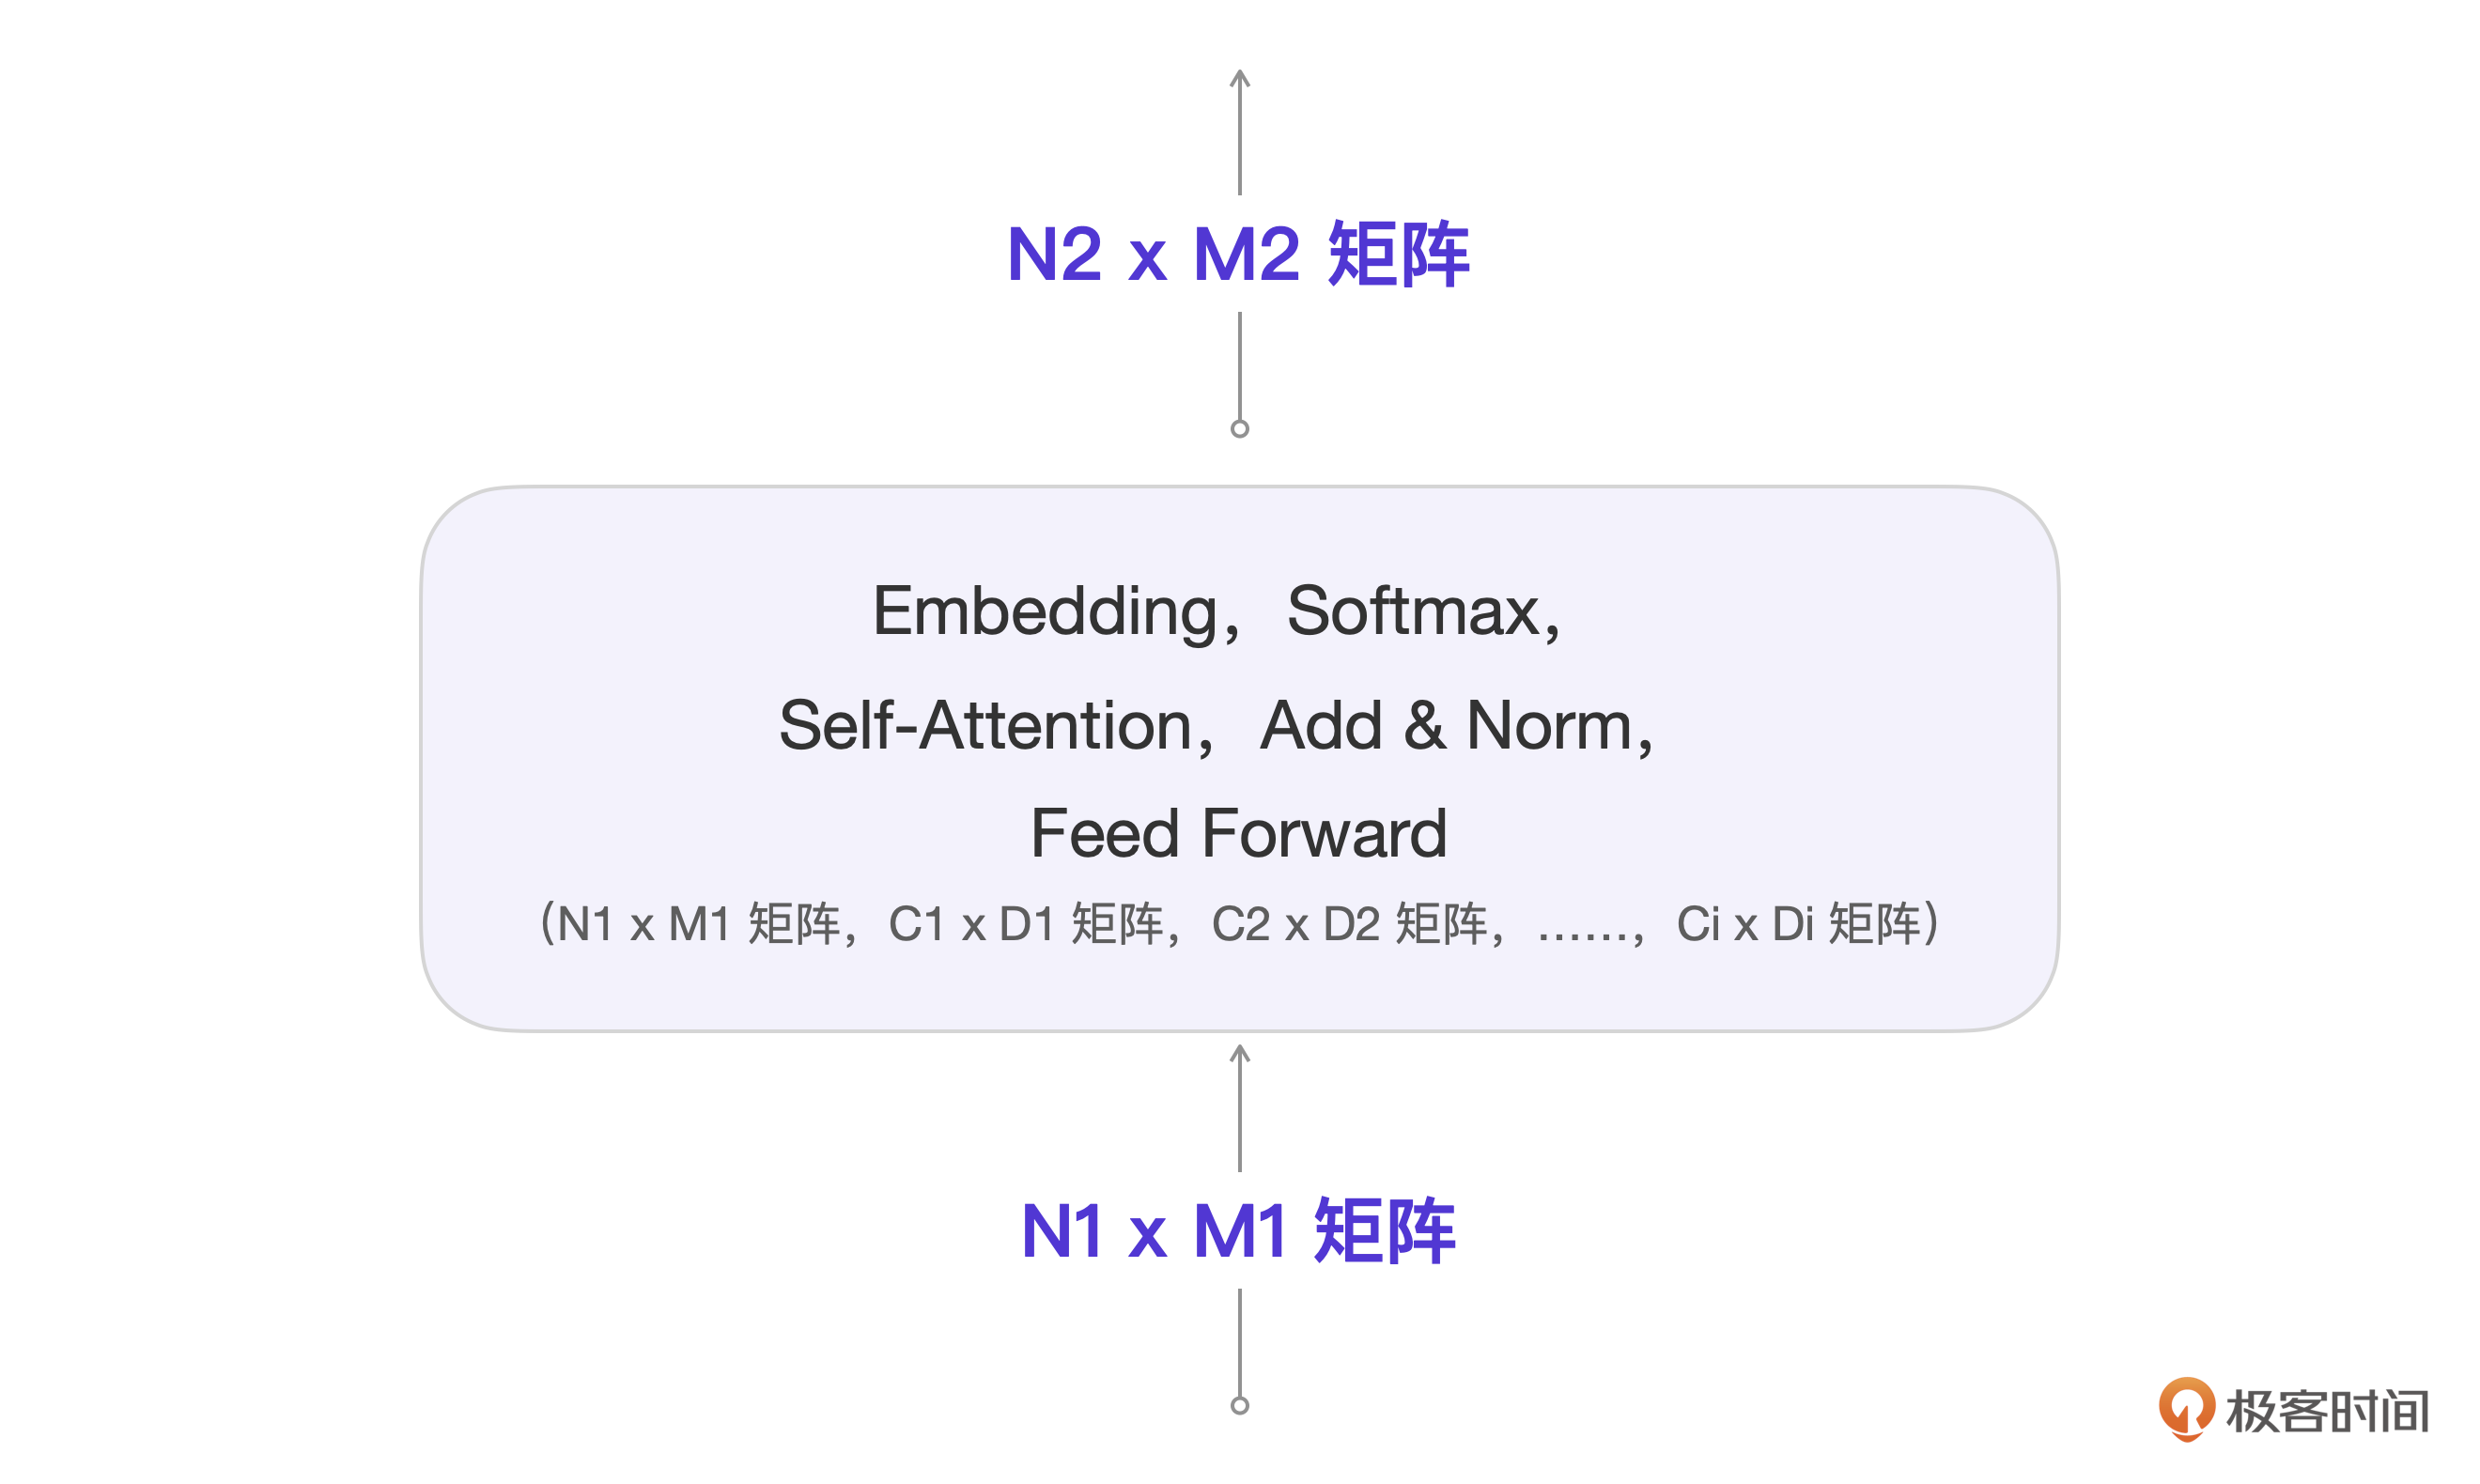 N2 x M2 矩阵
Embedding， Softmax，
Self-Attention， Add & Norm，
Feed Forward
（N1 x M1 矩阵， C1 x D1 矩阵， C2 x D2 矩阵， ......， Ci x Di 矩阵）
N1 x M1 矩阵
极客时间